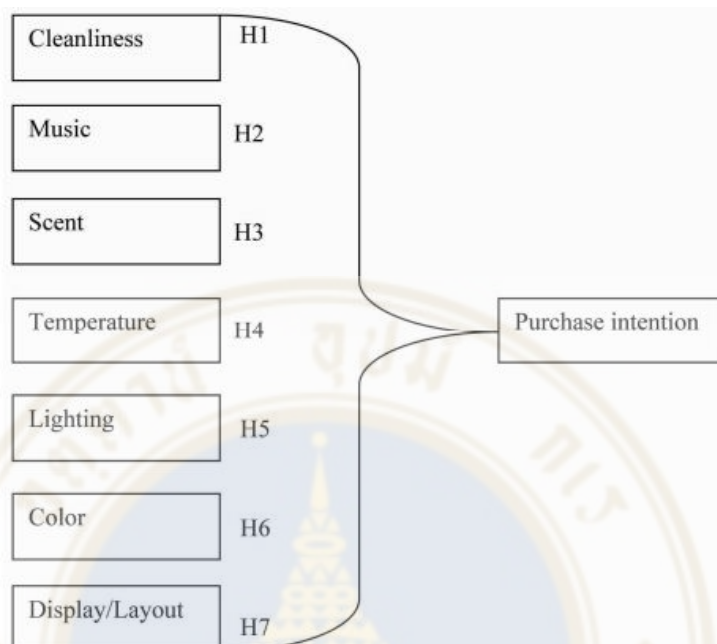 Cleanliness
H1
Music
H2
Scent
H3
Temperature
H4
Purchase intention
Lighting
H5
Color
H6
Display/Layout
H7